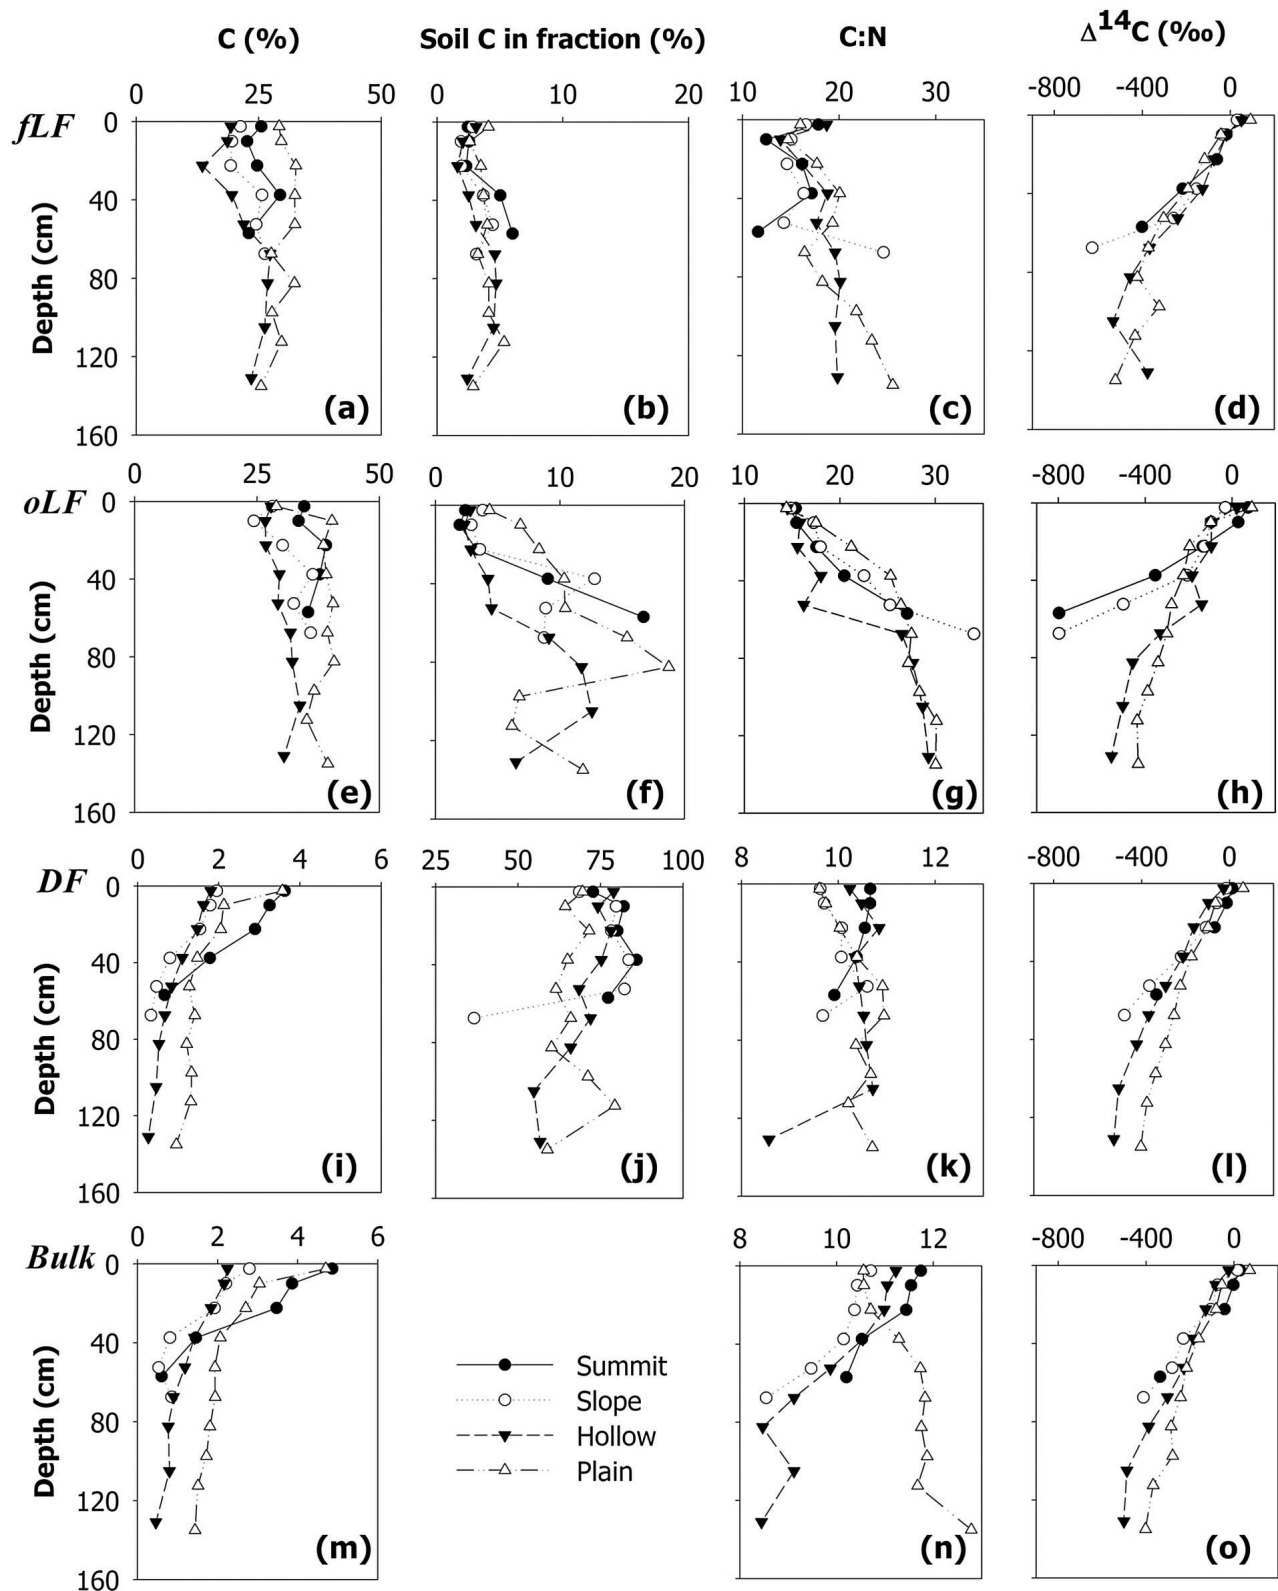 C (%) Soil C in fraction (%) C:N Δ14C (‰)
0 25 50 0 10 20 10 20 30 -800 -400 0
fLF
0
40
80
120
160
Depth (cm)
(a) (b) (c) (d)
0 25 50 0 10 20 10 20 30 -800 -400 0
oLF
0
40
80
120
160
Depth (cm)
(e) (f) (g) (h)
0 2 4 6 25 50 75 100 8 10 12 -800 -400 0
DF
0
40
80
120
160
Depth (cm)
(i) (j) (k) (l)
0 2 4 6 8 10 12 -800 -400 0
Bulk
0
40
80
120
160
Depth (cm)
Summit
Slope
Hollow
Plain
(m) (n) (o)